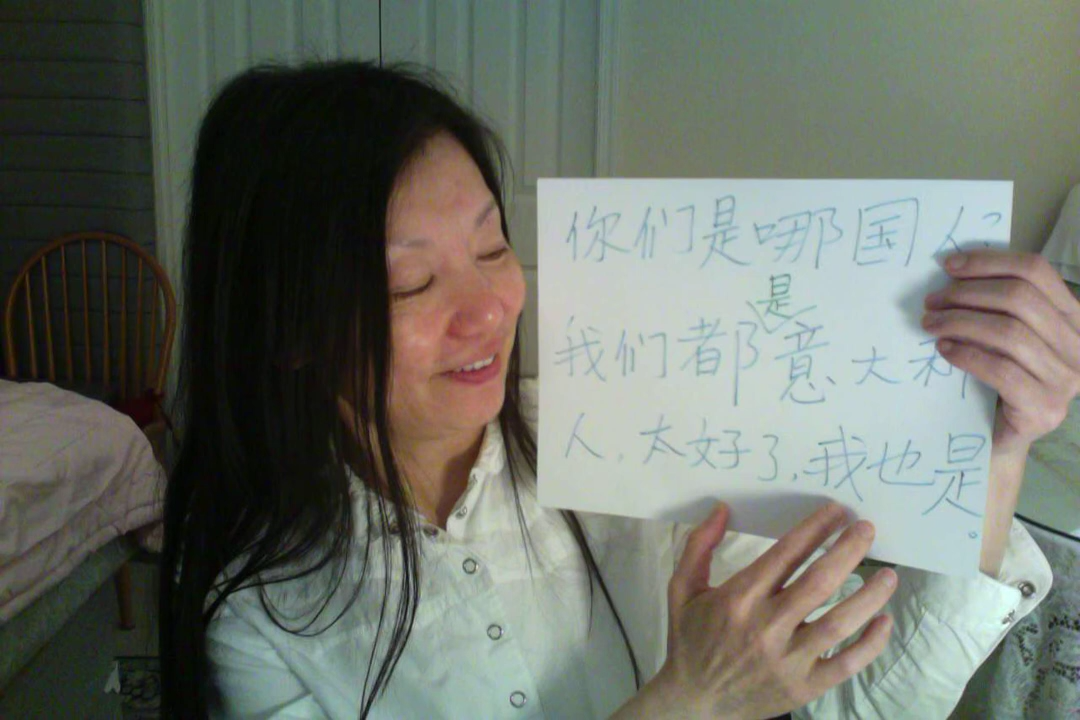 你们是哪国人?
是
我们都意大利
人,太好了,我也是。